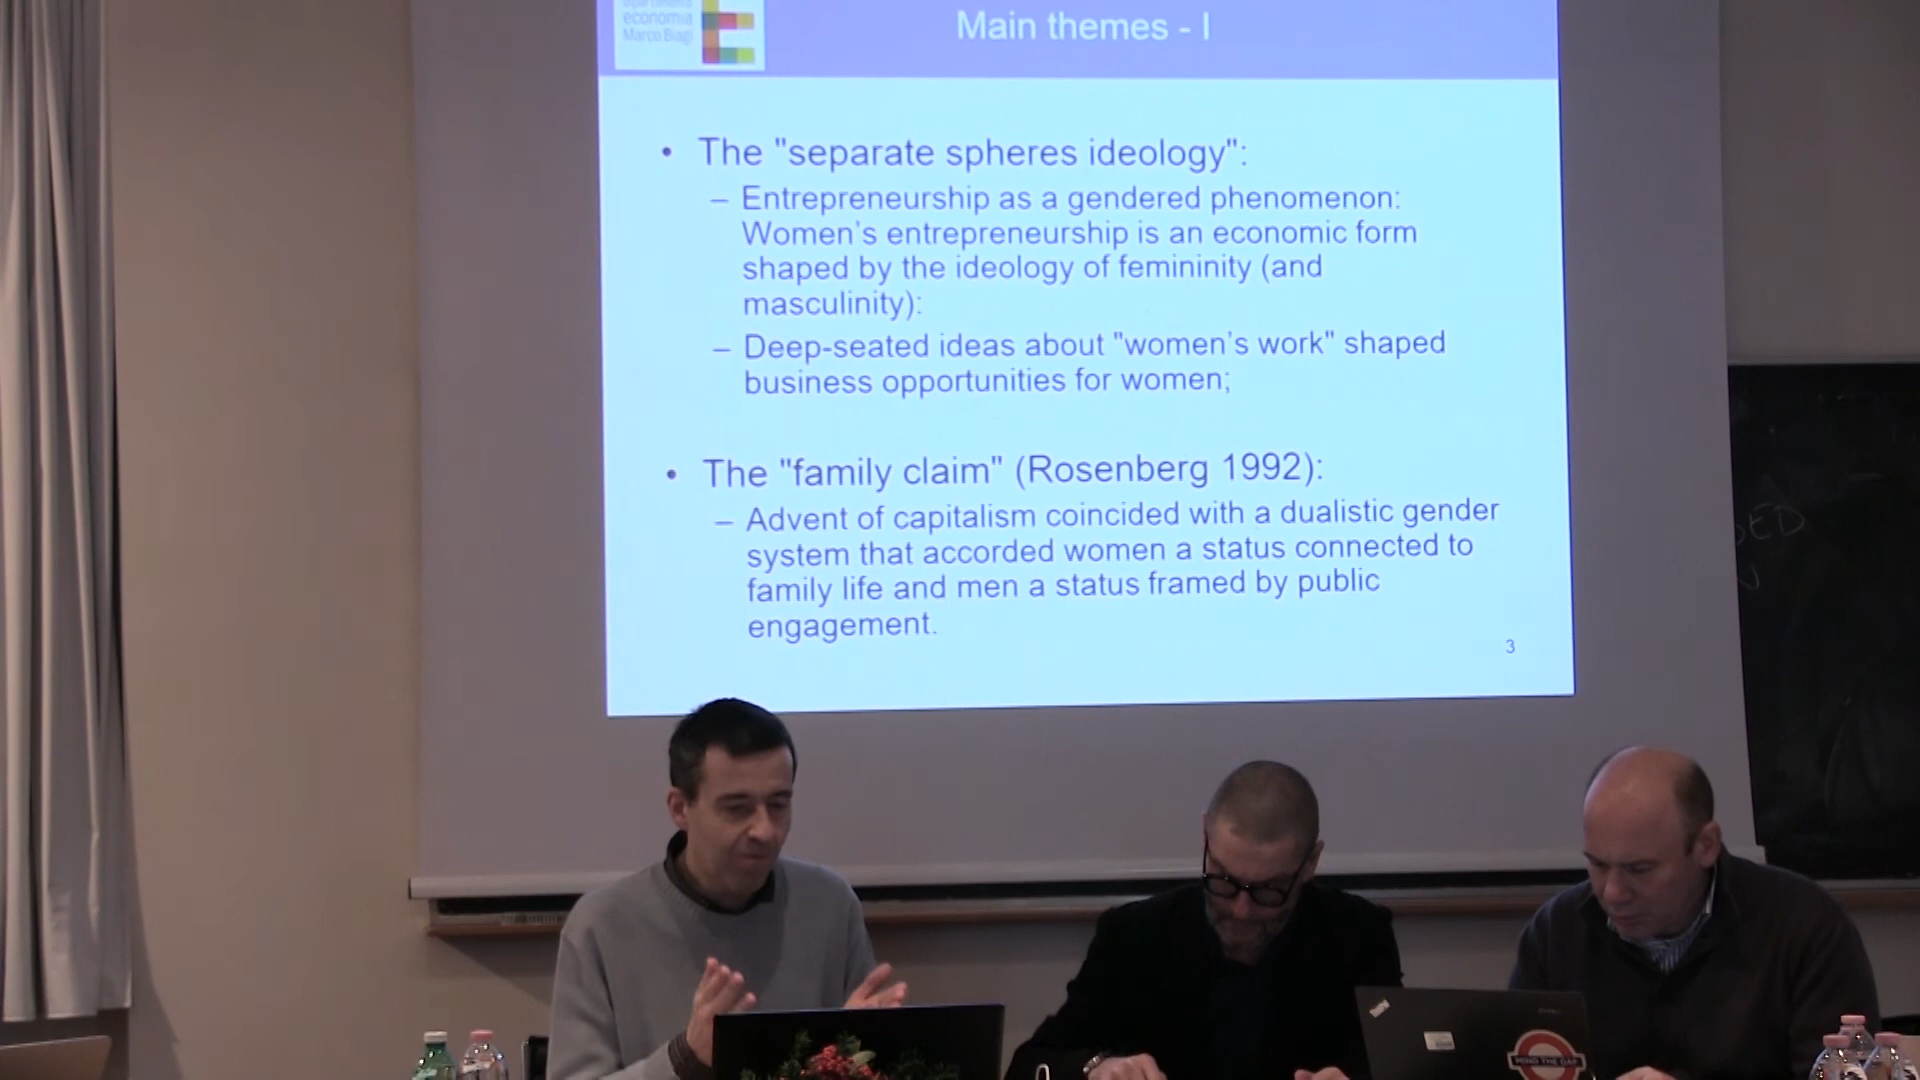 economia
Marco Biagi
Main themes - I
• The "separate spheres ideology":
– Entrepreneurship as a gendered phenomenon:
Women's entrepreneurship is an economic form
shaped by the ideology of femininity (and
masculinity):
– Deep-seated ideas about "women's work" shaped
business opportunities for women;
• The "family claim" (Rosenberg 1992):
– Advent of capitalism coincided with a dualistic gender
system that accorded women a status connected to
family life and men a status framed by public
engagement.
3
MIND THE GAP